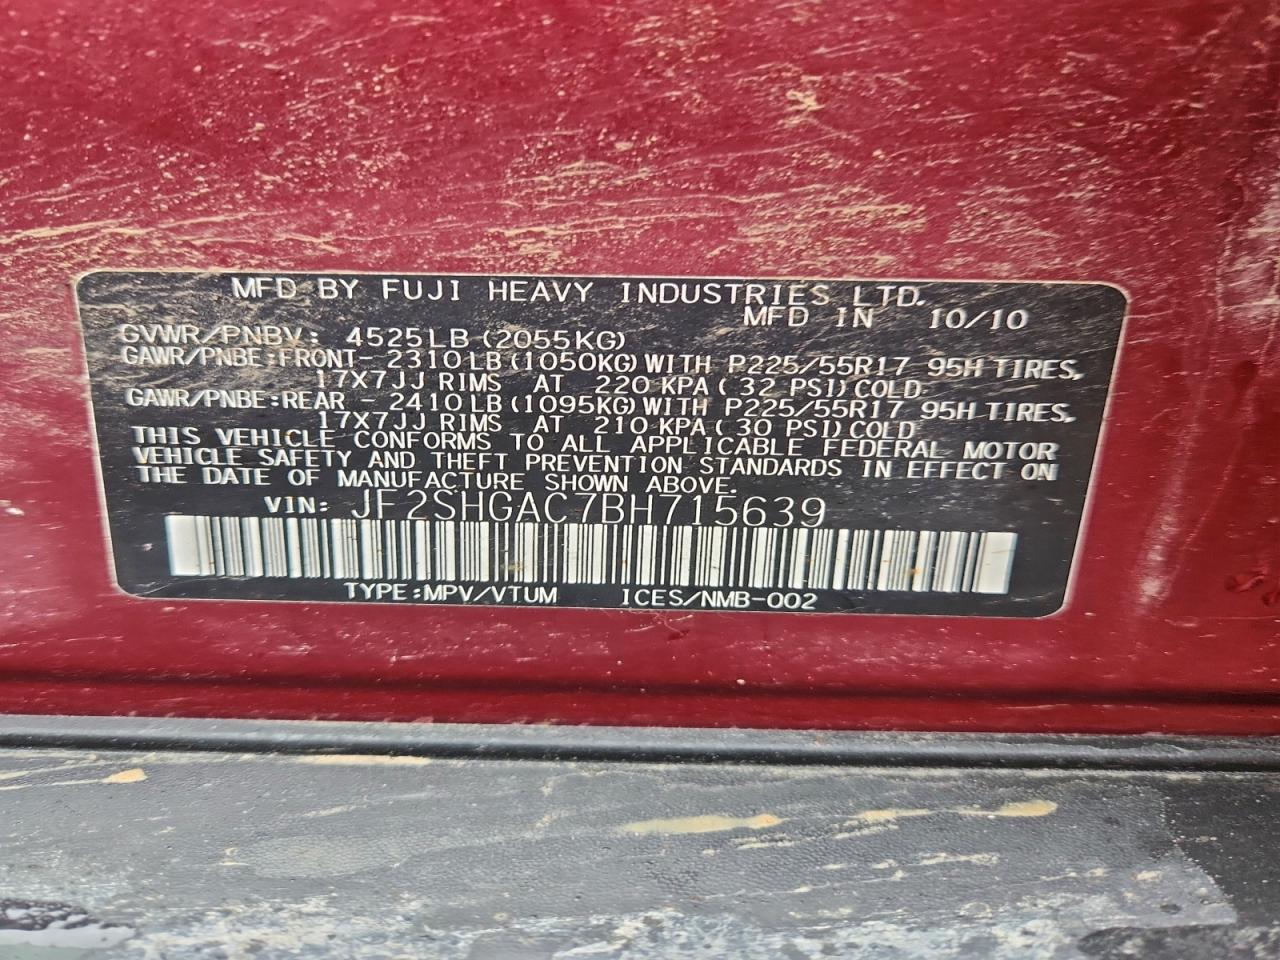 MFD BY FUJI HEAVY INDUSTRIES LTD.
MFD IN 10/10
GVWR/PNBV: 4525LB (2055KG)
GAWR/PNBE:FRONT- 2310LB(1050KG)WITH P225/55R17 95H TIRES,
17X7JJ RIMS AT 220 KPA( 32 PSI)COLD
GAWR/PNBE:REAR - 2410LB(1095KG)WITH P225/55R17 95H TIRES,
17X7JJ RIMS AT 210 KPA( 30 PSI)COLD
THIS VEHICLE CONFORMS TO ALL APPLICABLE FEDERAL MOTOR
VEHICLE SAFETY AND THEFT PREVENTION STANDARDS IN EFFECT ON
THE DATE OF MANUFACTURE SHOWN ABOVE.
VIN: JF2SHGAC7BH715639
TYPE:MPV/VTUM ICES/NMB-002